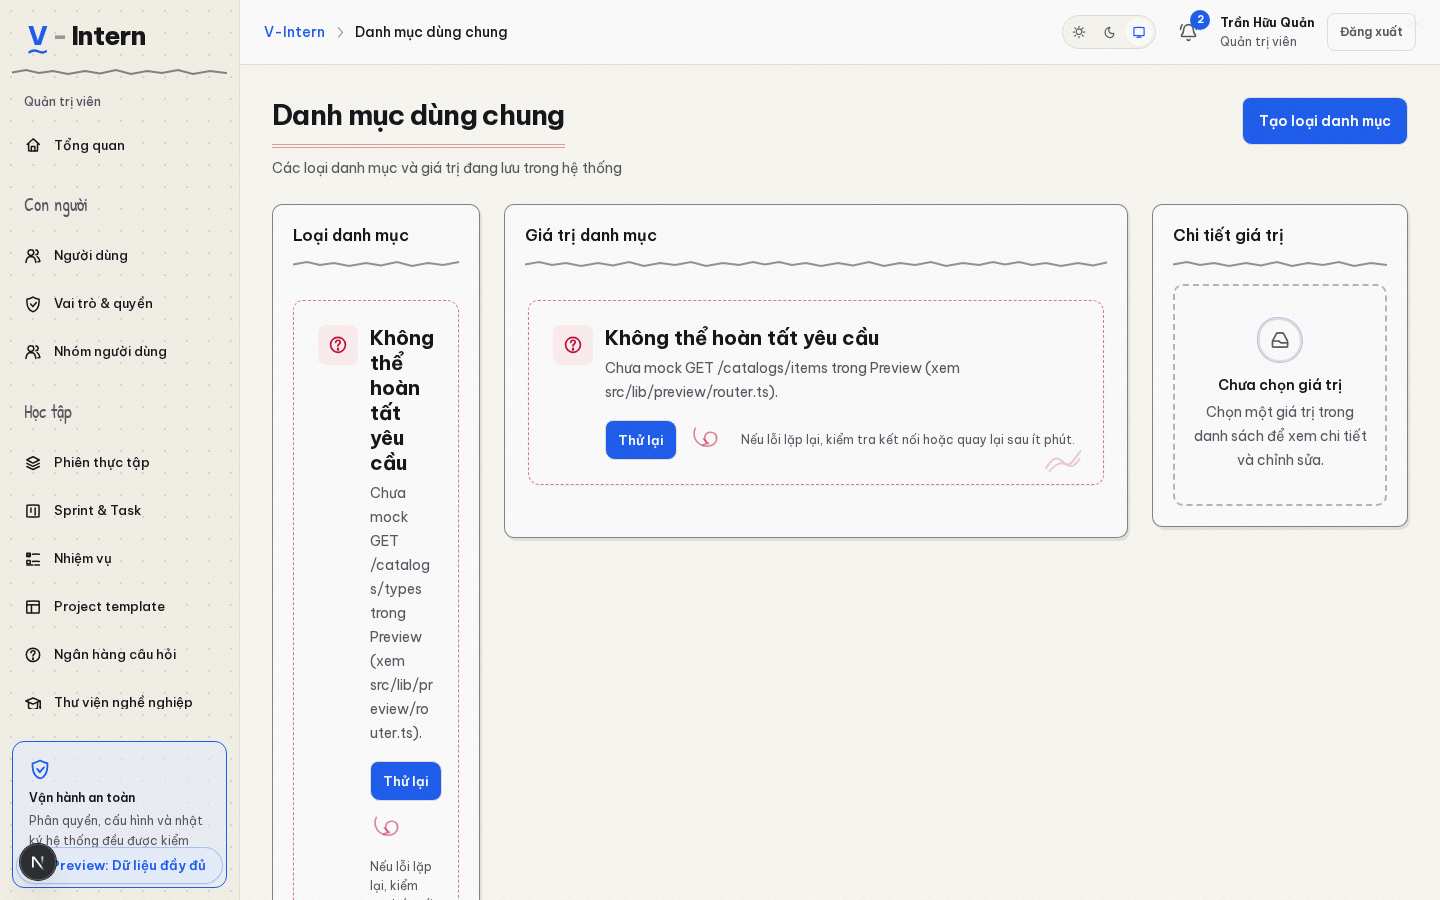 V - Intern
Quản trị viên
Tổng quan
Con người
Người dùng
Vai trò & quyền
Nhóm người dùng
Học tập
Phiên thực tập
Sprint & Task
Nhiệm vụ
Project template
Ngân hàng câu hỏi
Thư viện nghề nghiệp
Vận hành an toàn
Phân quyền, cấu hình và nhật
ký hệ thống đều được kiểm
Preview: Dữ liệu đầy đủ
V-Intern
Danh mục dùng chung
2
Trần Hữu Quản
Quản trị viên
Đăng xuất
Danh mục dùng chung
Các loại danh mục và giá trị đang lưu trong hệ thống
Tạo loại danh mục
Loại danh mục
Không
thể
hoàn
tất
yêu
cầu
Chưa
mock
GET
/catalog
s/types
trong
Preview
(xem
src/lib/pr
eview/ro
uter.ts).
Thử lại
Nếu lỗi lặp
lại, kiểm
Giá trị danh mục
Không thể hoàn tất yêu cầu
Chưa mock GET /catalogs/items trong Preview (xem
src/lib/preview/router.ts).
Thử lại
Nếu lỗi lặp lại, kiểm tra kết nối hoặc quay lại sau ít phút.
Chi tiết giá trị
Chưa chọn giá trị
Chọn một giá trị trong
danh sách để xem chi tiết
và chỉnh sửa.